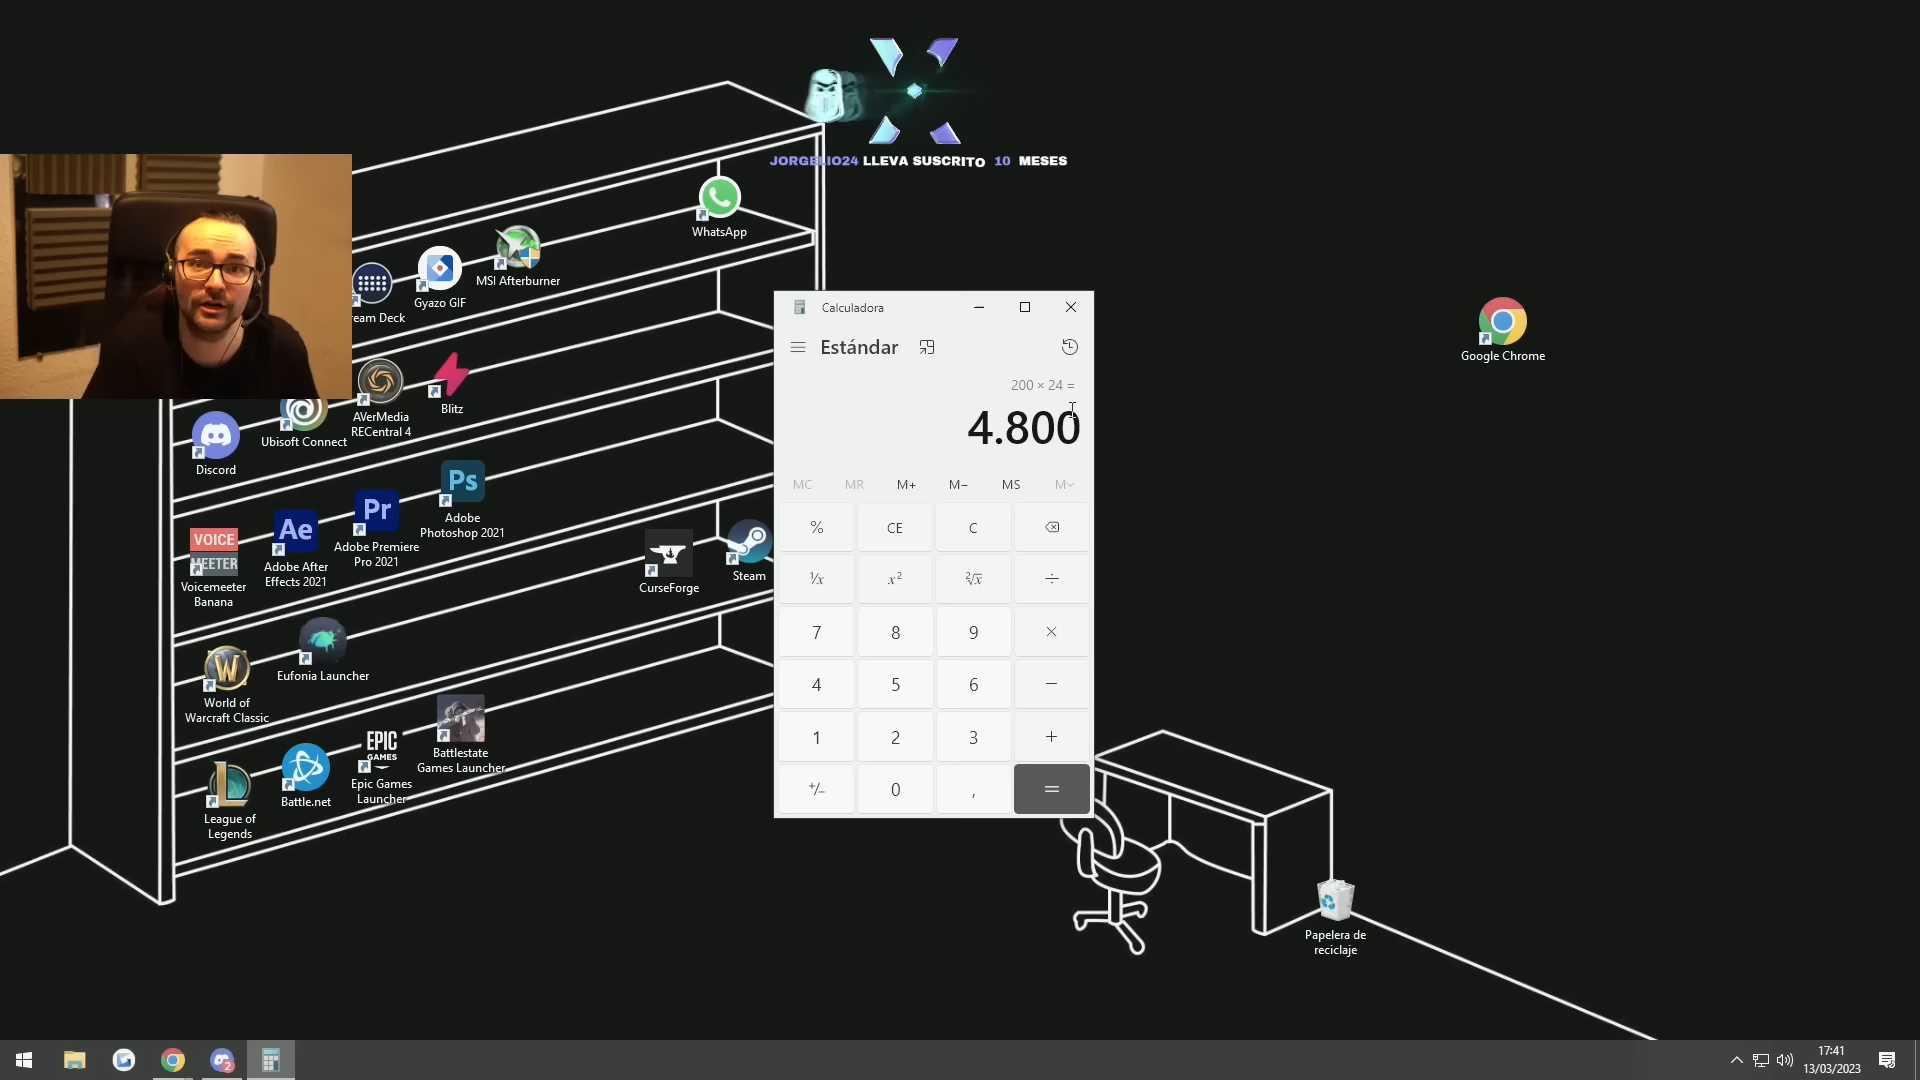 JORGELIO24 LLEVA SUSCRITO 10 MESES
WhatsApp
MSI Afterburner
Gyazo GIF
ream Deck
Google Chrome
Calculadora
Estándar
200 × 24 =
4.800
MC MR M+ M− MS M
% CE C
¹/x x² ²√x ÷
7 8 9 ×
4 5 6 −
1 2 3 +
+/− 0 , =
Blitz
AVerMedia
RECentral 4
Ubisoft Connect
Discord
Ps
Adobe
Photoshop 2021
Pr
Adobe Premiere
Pro 2021
Ae
Adobe After
Effects 2021
VOICE
MEETER
Voicemeeter
Banana
CurseForge
Steam
Eufonia Launcher
W
World of
Warcraft Classic
Battlestate
Games Launcher
EPIC
GAMES
Epic Games
Launcher
Battle.net
L
League of
Legends
Papelera de
reciclaje
2
17:41
13/03/2023